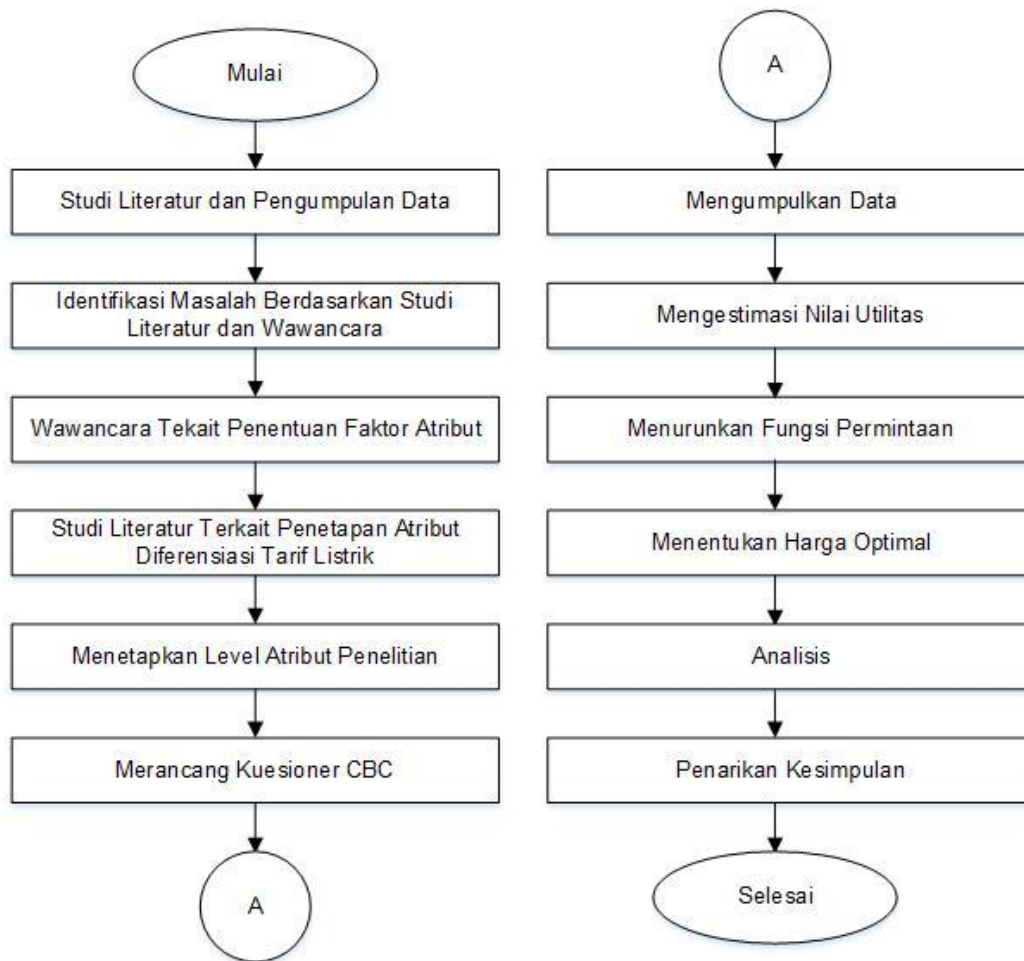 Mulai
Studi Literatur dan Pengumpulan Data
Identifikasi Masalah Berdasarkan Studi
Literatur dan Wawancara
Wawancara Tekait Penentuan Faktor Atribut
Studi Literatur Terkait Penetapan Atribut
Diferensiasi Tarif Listrik
Menetapkan Level Atribut Penelitian
Merancang Kuesioner CBC
A
A
Mengumpulkan Data
Mengestimasi Nilai Utilitas
Menurunkan Fungsi Permintaan
Menentukan Harga Optimal
Analisis
Penarikan Kesimpulan
Selesai